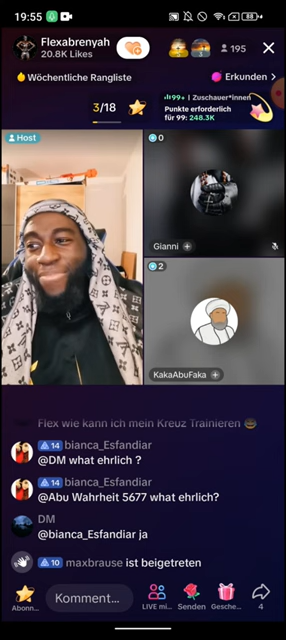 19:55
88
Flexabrenyah
20.8K Likes
195
Wöchentliche Rangliste
Erkunden >
3/18
99+ | Zuschauer*innen
Punkte erforderlich
für 99: 248.3K
Host
0
Gianni +
2
KakaAbuFaka +
Flex wie kann ich mein Kreuz Trainieren 😂
14 bianca_Esfandiar
@DM what ehrlich ?
14 bianca_Esfandiar
@Abu Wahrheit 5677 what ehrlich?
DM
@bianca_Esfandiar ja
10 maxbrause ist beigetreten
Komment...
Abonn...
LIVE mi...
Senden
Gesche...
4